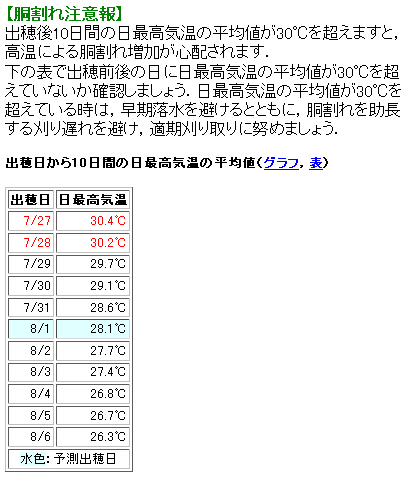 【胴割れ注意報】
出穂後10日間の日最高気温の平均値が30℃を超えますと，
高温による胴割れ増加が心配されます．
下の表で出穂前後の日に日最高気温の平均値が30℃を超
えていないか確認しましょう．日最高気温の平均値が30℃を
超えている時は，早期落水を避けるとともに，胴割れを助長
する刈り遅れを避け，適期刈り取りに努めましょう．
出穂日から10日間の日最高気温の平均値（グラフ，表）
出穂日 日最高気温
7/27 30.4℃
7/28 30.2℃
7/29 29.7℃
7/30 29.1℃
7/31 28.6℃
8/1 28.1℃
8/2 27.7℃
8/3 27.4℃
8/4 26.8℃
8/5 26.7℃
8/6 26.3℃
水色：予測出穂日